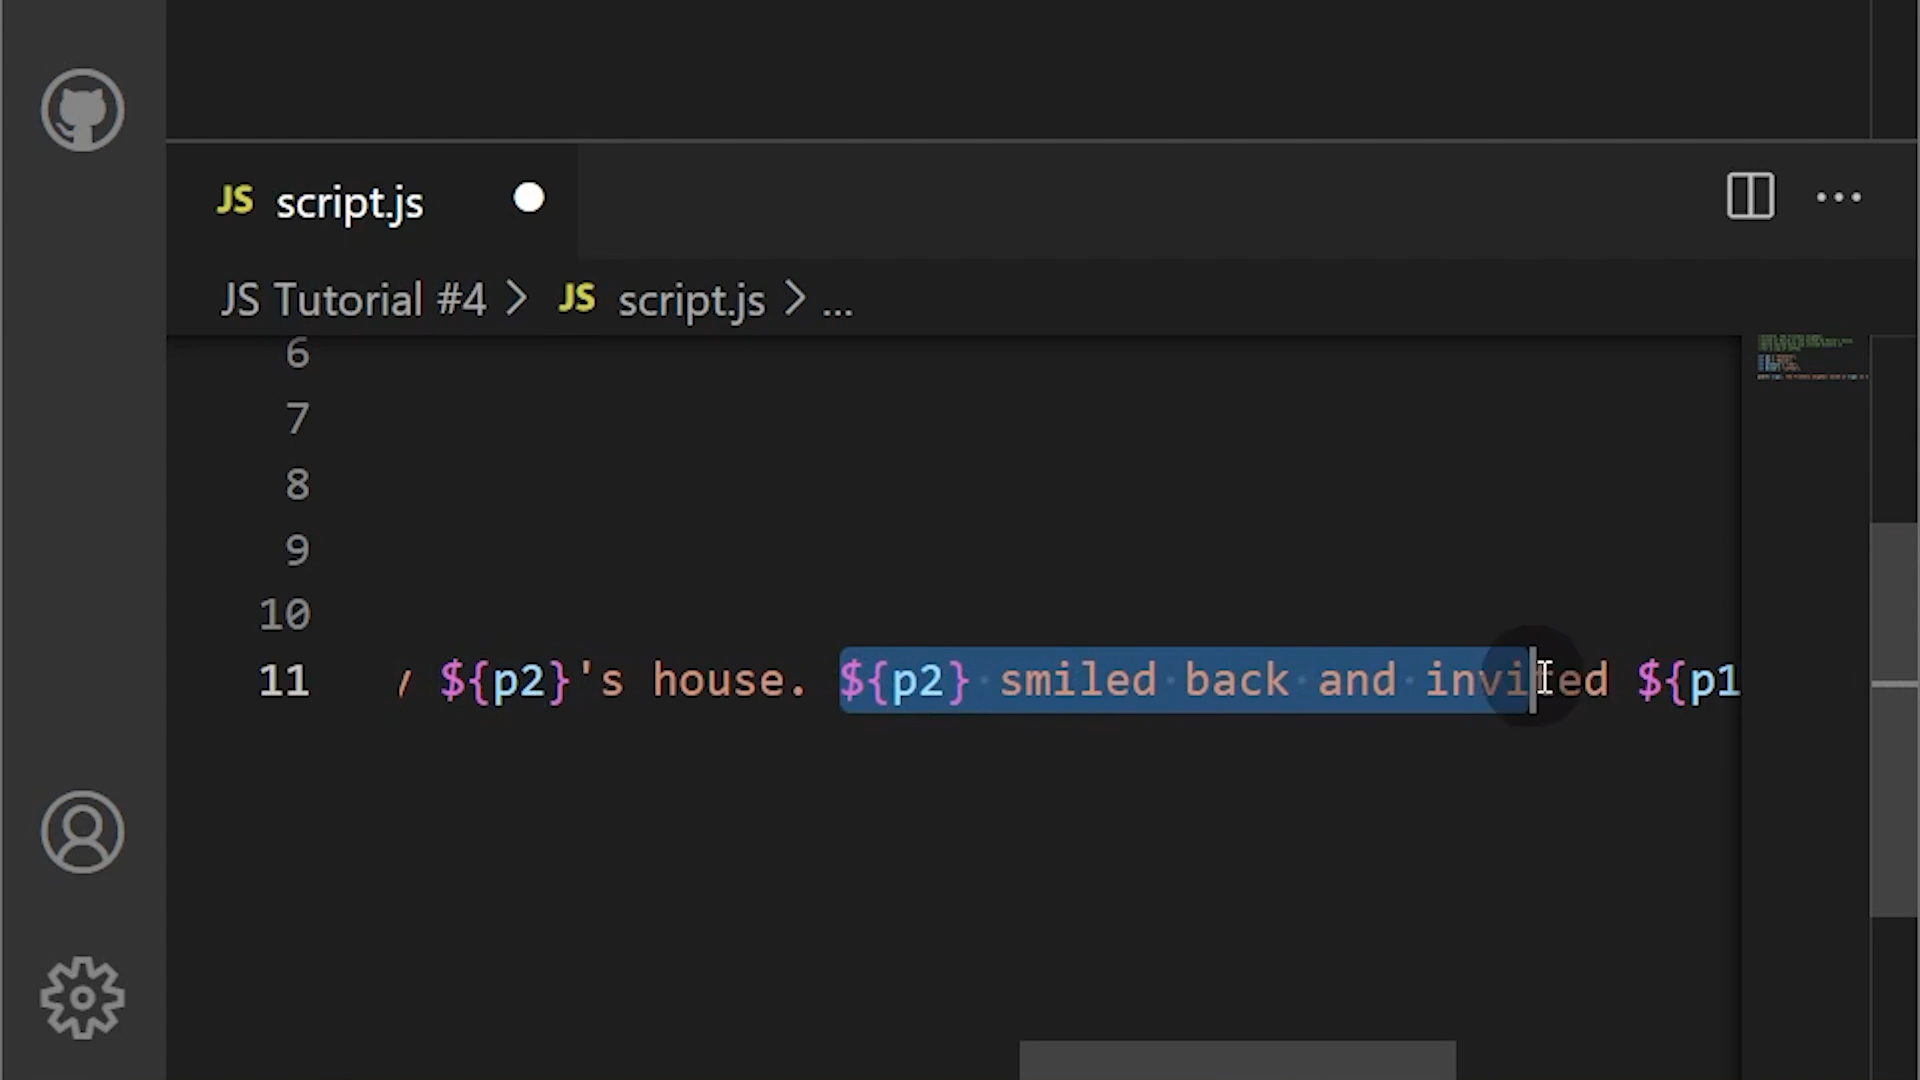 JS script.js
JS Tutorial #4 > JS script.js > ...
6
7
8
9
10
11 ${p2}'s house. ${p2} smiled back and invited ${p1